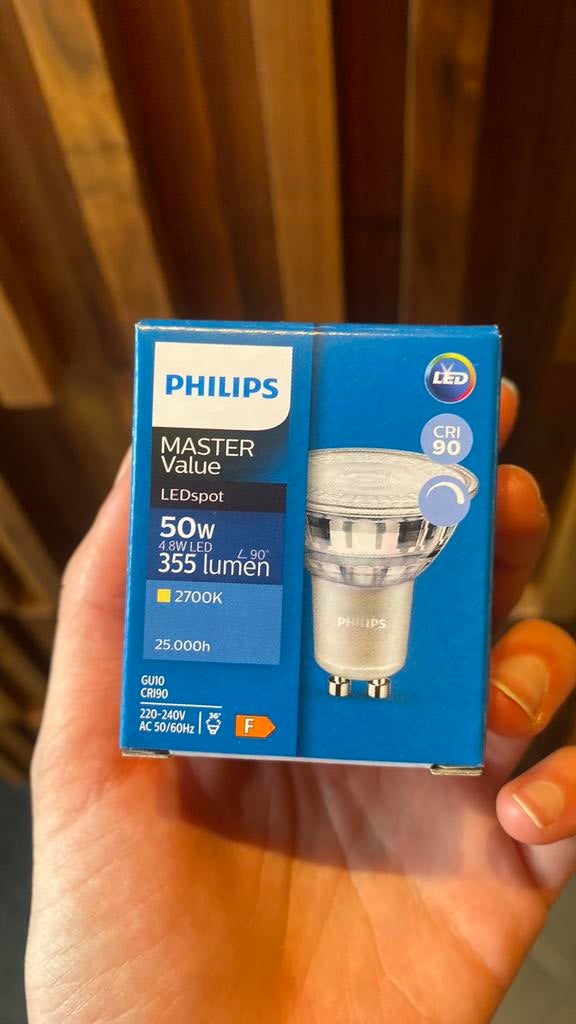 PHILIPS
MASTER
Value
LEDspot
50W
4.8W LED ∠ 90°
355 lumen
2700K
25.000h
GU10
CRI90
220-240V
AC 50/60Hz
36°
F
LED
CRI
90
PHILIPS